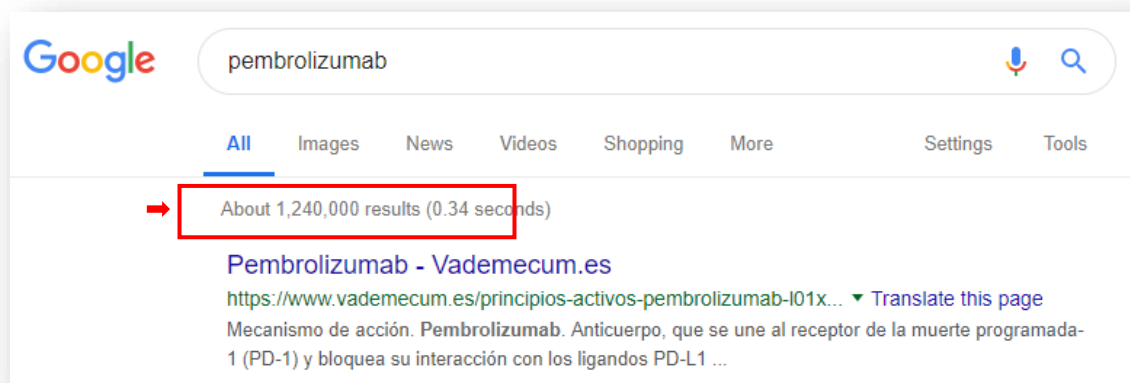 Google pembrolizumab
All Images News Videos Shopping More Settings Tools
About 1,240,000 results (0.34 seconds)
Pembrolizumab - Vademecum.es
https://www.vademecum.es/principios-activos-pembrolizumab-l01x... ▼ Translate this page
Mecanismo de acción. Pembrolizumab. Anticuerpo, que se une al receptor de la muerte programada-
1 (PD-1) y bloquea su interacción con los ligandos PD-L1 ...